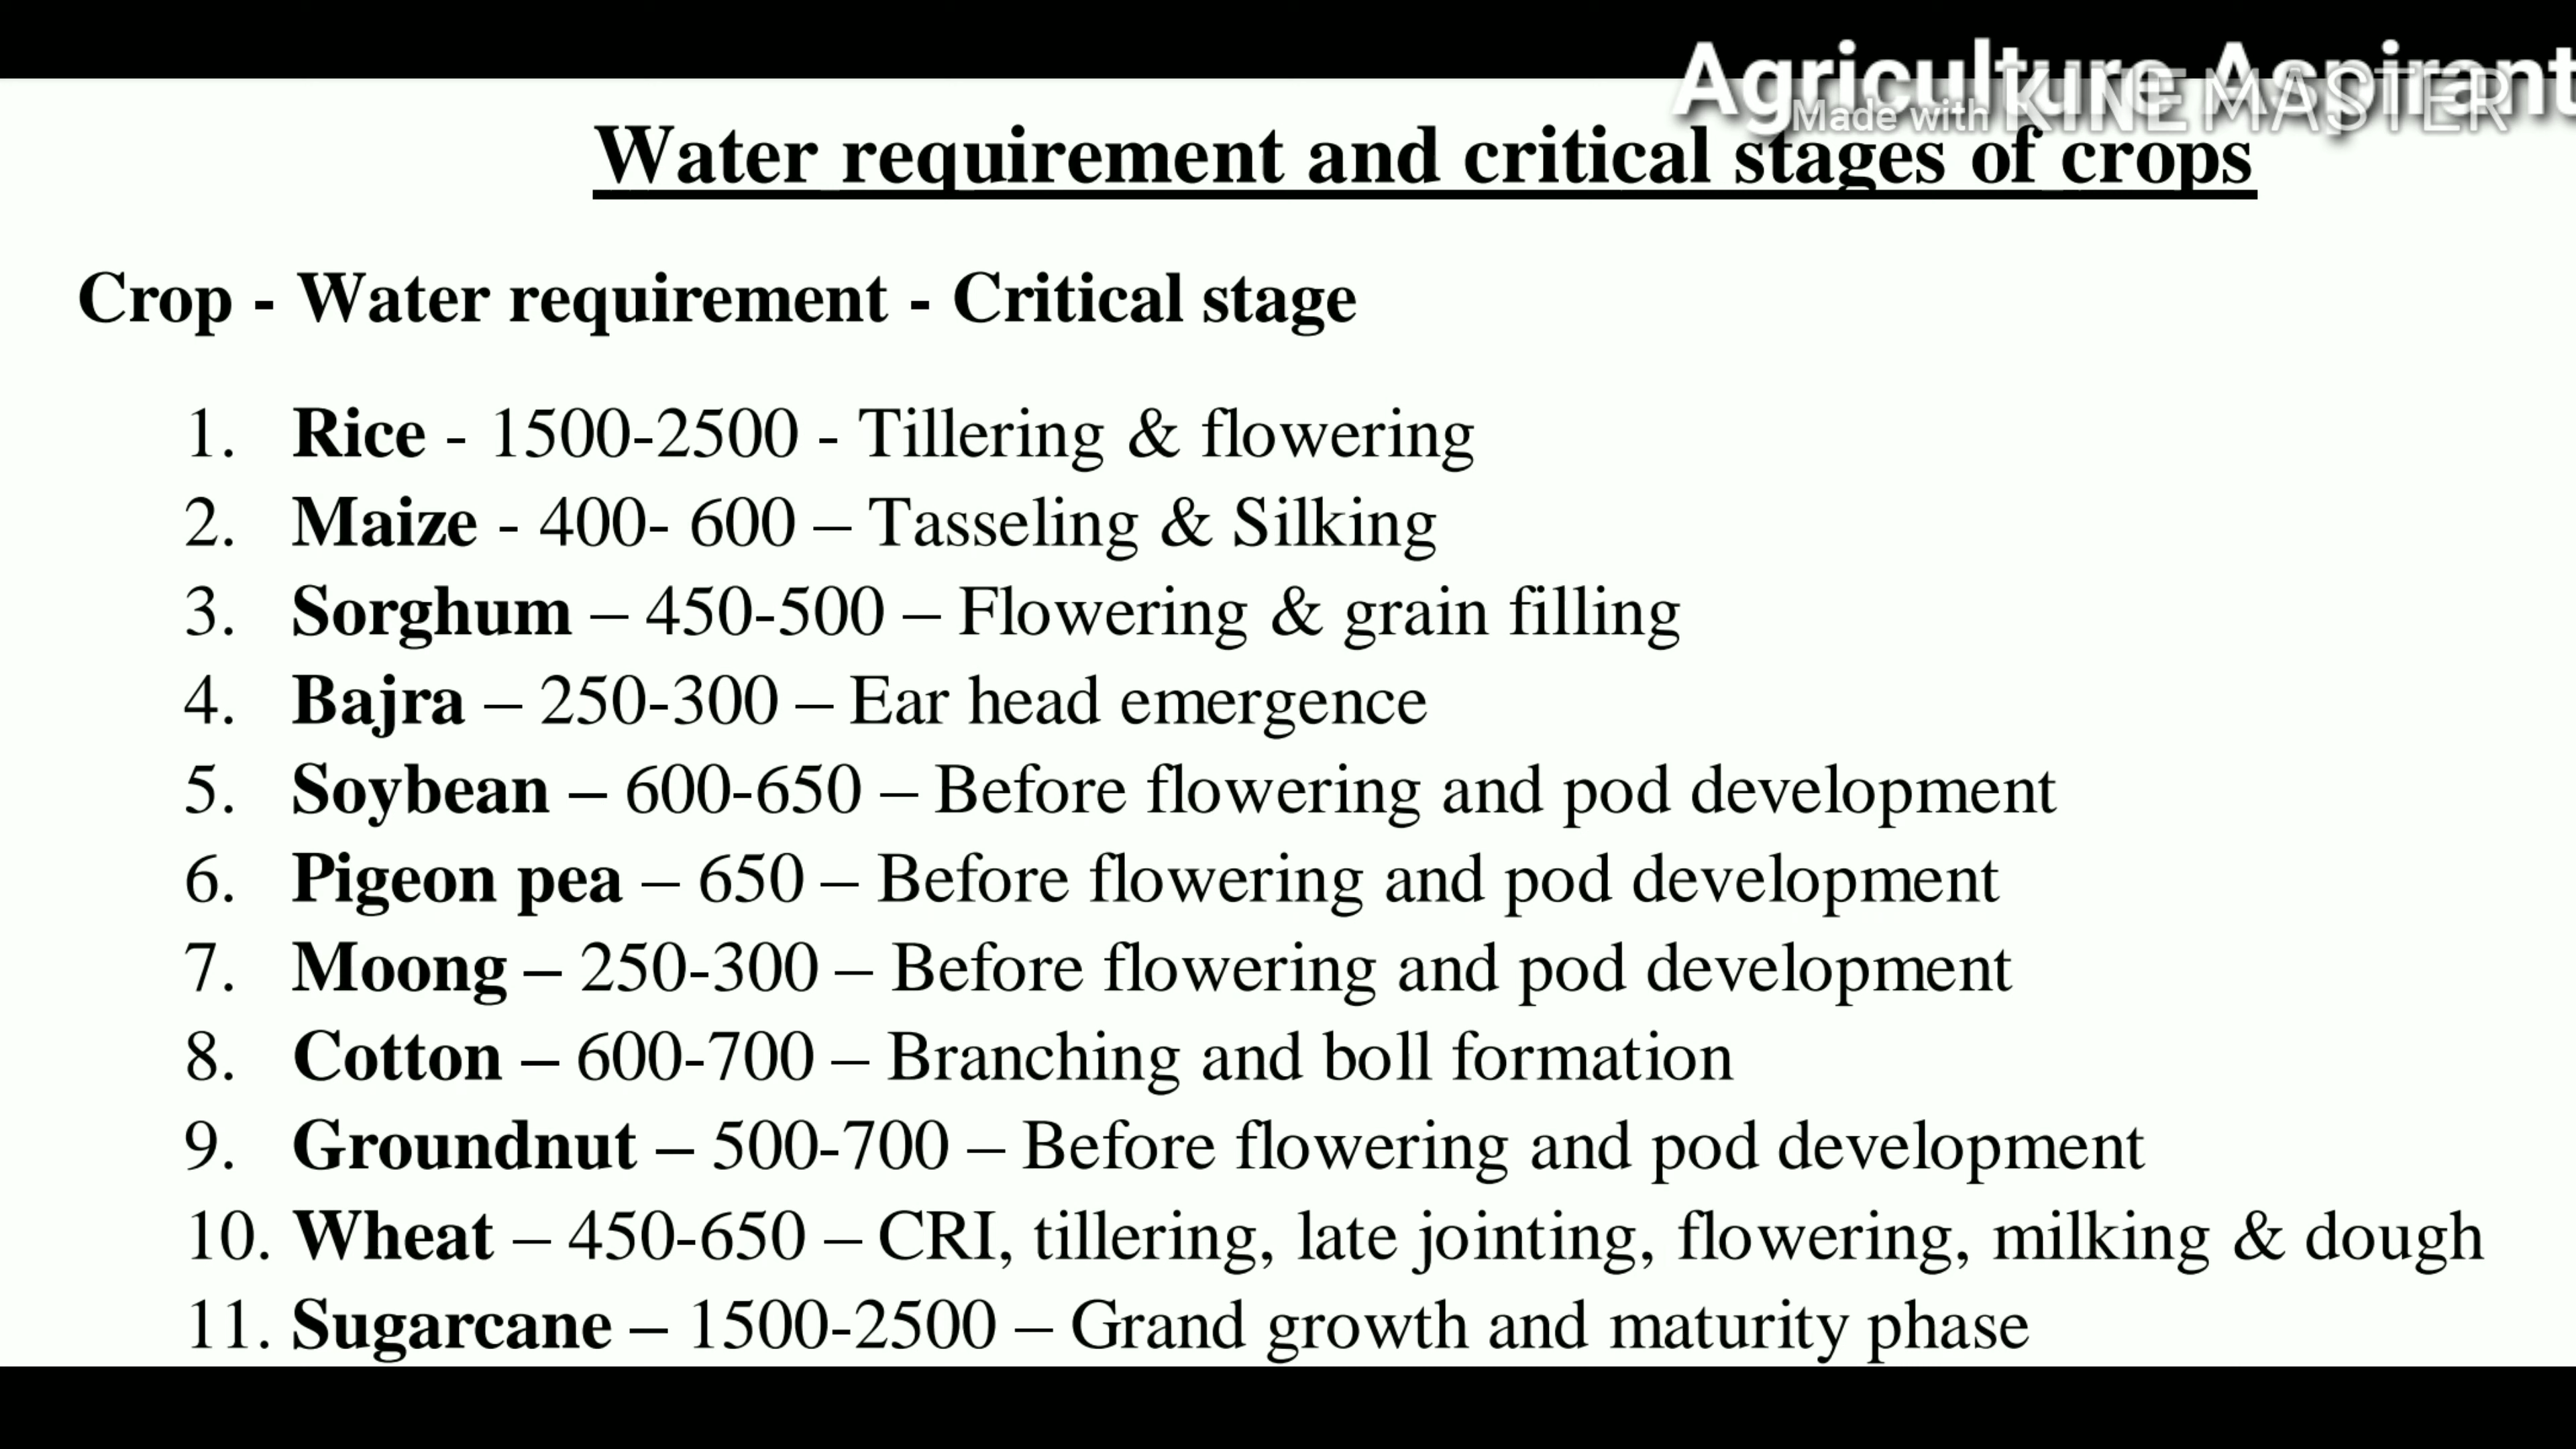 Agriculture Aspirant
Made with KINEMASTER
Water requirement and critical stages of crops
Crop - Water requirement - Critical stage
1. Rice - 1500-2500 - Tillering & flowering
2. Maize - 400- 600 – Tasseling & Silking
3. Sorghum – 450-500 – Flowering & grain filling
4. Bajra – 250-300 – Ear head emergence
5. Soybean – 600-650 – Before flowering and pod development
6. Pigeon pea – 650 – Before flowering and pod development
7. Moong – 250-300 – Before flowering and pod development
8. Cotton – 600-700 – Branching and boll formation
9. Groundnut – 500-700 – Before flowering and pod development
10. Wheat – 450-650 – CRI, tillering, late jointing, flowering, milking & dough
11. Sugarcane – 1500-2500 – Grand growth and maturity phase